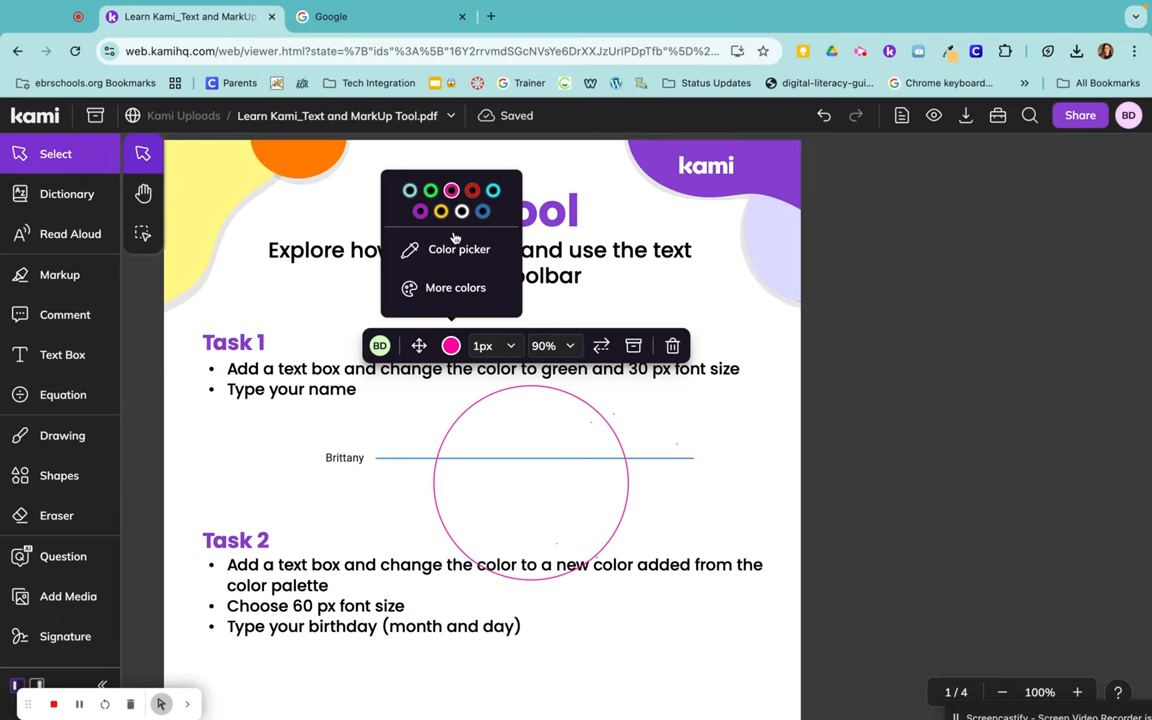 Learn Kami_Text and MarkUp
Google
web.kamihq.com/web/viewer.html?state=%7B"ids"%3A%5B"16Y2rrvmdSGcNVsYe6DrXXJzUrlPDpTfb"%5D%2C...
ebrschools.org Bookmarks
Parents
Tech Integration
Trainer
Status Updates
digital-literacy-gui...
Chrome keyboard...
All Bookmarks
kami
Kami Uploads / Learn Kami_Text and MarkUp Tool.pdf
Saved
Share
BD
Select
Dictionary
Read Aloud
Markup
Comment
Text Box
Equation
Drawing
Shapes
Eraser
Question
AI
Add Media
Signature
kami
ool
Explore ho
and use the text
oolbar
Color picker
More colors
BD
1px
90%
Task 1
• Add a text box and change the color to green and 30 px font size
• Type your name
Brittany
Task 2
• Add a text box and change the color to a new color added from the
color palette
• Choose 60 px font size
• Type your birthday (month and day)
1 / 4
100%
?
Screencastify - Screen Video Recorder is